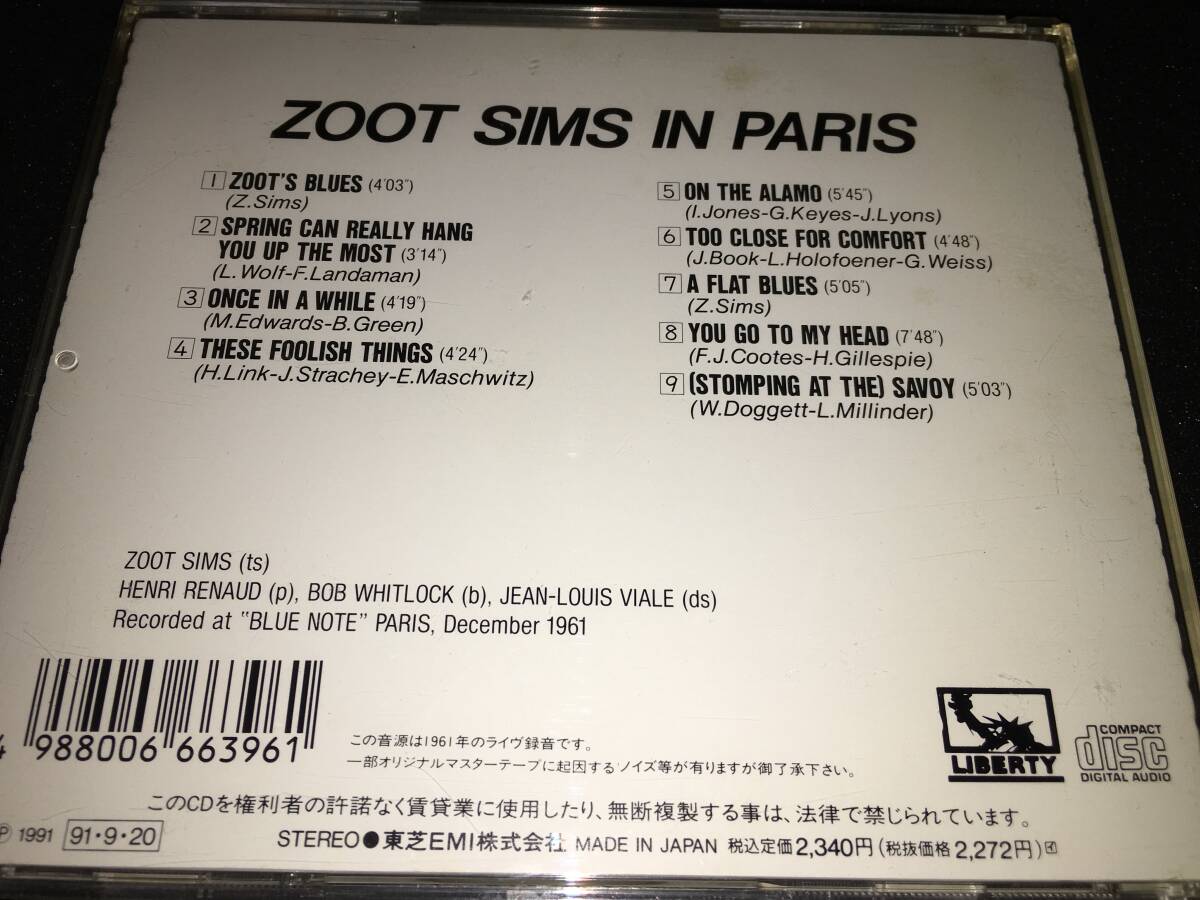 ZOOT SIMS IN PARIS
1 ZOOT'S BLUES (4'03")
(Z.Sims)
2 SPRING CAN REALLY HANG
YOU UP THE MOST (3'14")
(L.Wolf-F.Landaman)
3 ONCE IN A WHILE (4'19")
(M.Edwards-B.Green)
4 THESE FOOLISH THINGS (4'24")
(H.Link-J.Strachey-E.Maschwitz)
5 ON THE ALAMO (5'45")
(I.Jones-G.Keyes-J.Lyons)
6 TOO CLOSE FOR COMFORT (4'48")
(J.Book-L.Holofoener-G.Weiss)
7 A FLAT BLUES (5'05")
(Z.Sims)
8 YOU GO TO MY HEAD (7'48")
(F.J.Cootes-H.Gillespie)
9 (STOMPING AT THE) SAVOY (5'03")
(W.Doggett-L.Millinder)
ZOOT SIMS (ts)
HENRI RENAUD (p), BOB WHITLOCK (b), JEAN-LOUIS VIALE (ds)
Recorded at "BLUE NOTE" PARIS, December 1961
4 988006 663961
この音源は1961年のライヴ録音です。
一部オリジナルマスターテープに起因するノイズ等が有りますが御了承下さい。
LIBERTY
COMPACT
disc
DIGITAL AUDIO
このCDを権利者の許諾なく賃貸業に使用したり、無断複製する事は、法律で禁じられています。
Ⓟ 1991 91・9・20 STEREO●東芝EMI株式会社 MADE IN JAPAN 税込定価2,340円(税抜価格2,272円)イ